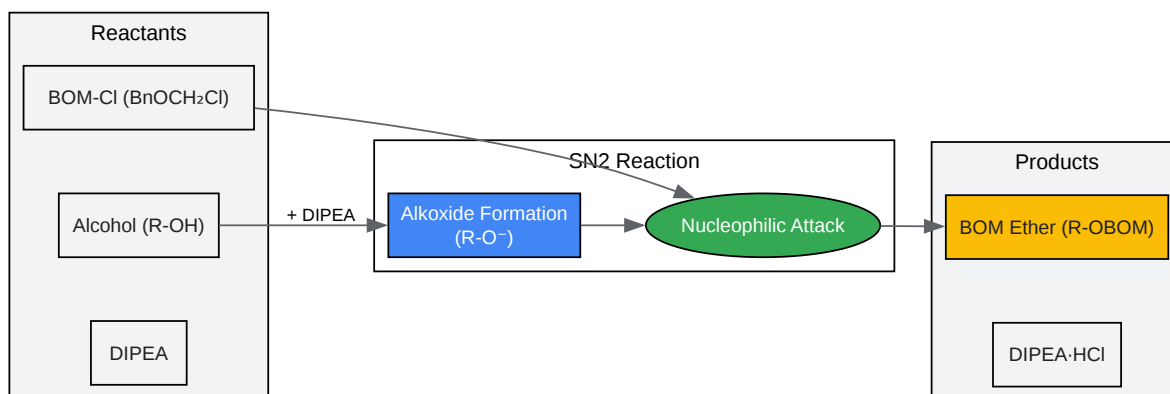 Reactants
BOM-Cl (BnOCH₂Cl)
Alcohol (R-OH)
DIPEA
+ DIPEA
SN2 Reaction
Alkoxide Formation
(R-O⁻)
Nucleophilic Attack
Products
BOM Ether (R-OBOM)
DIPEA·HCl